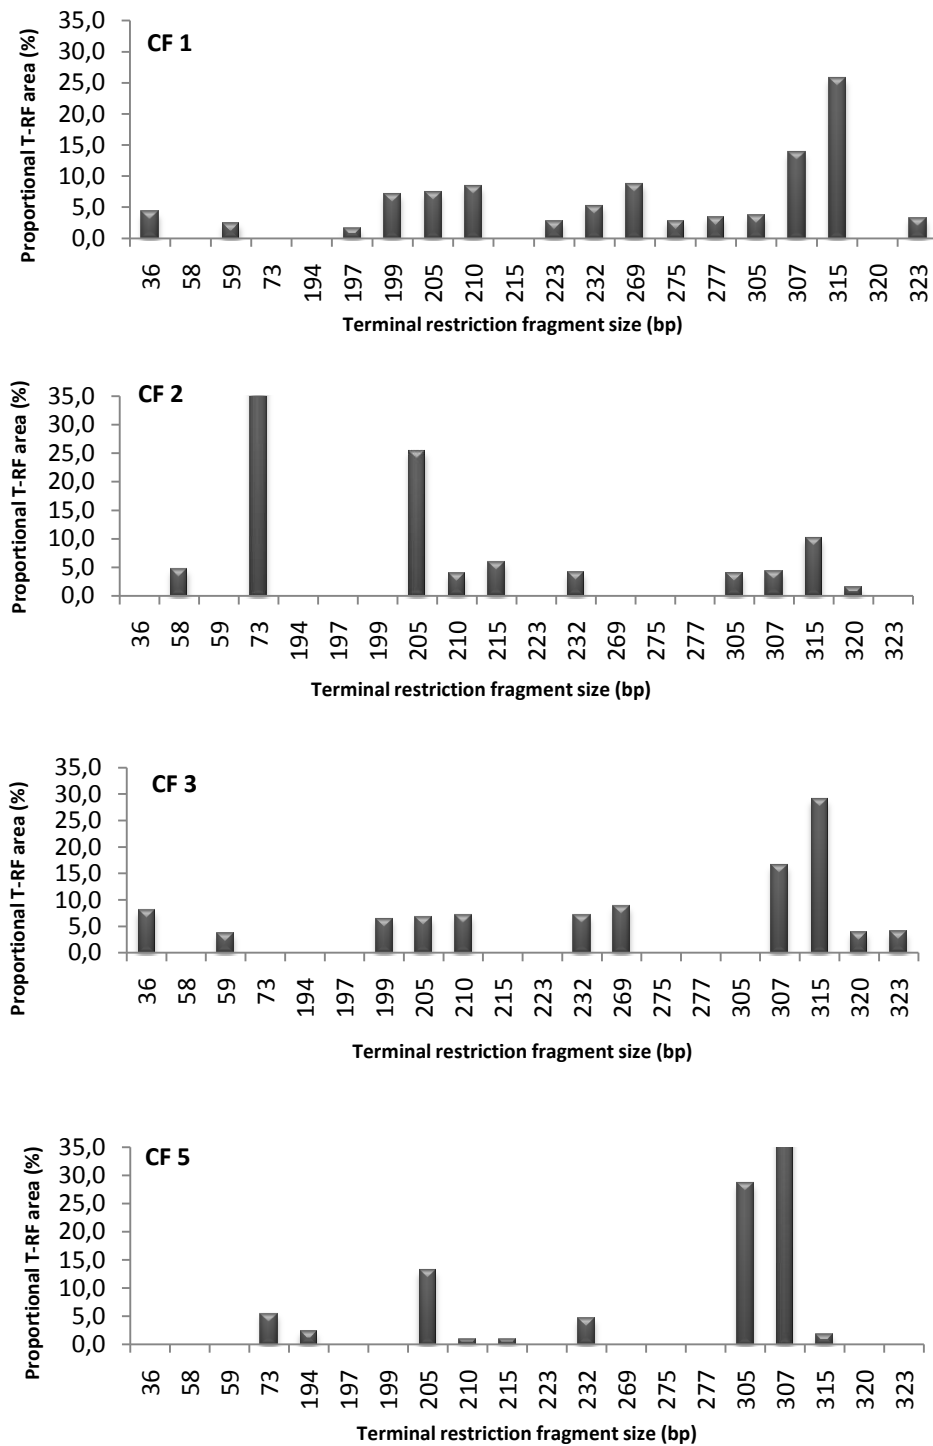 CF 1
Proportional T-RF area (%)
35,0
30,0
25,0
20,0
15,0
10,0
5,0
0,0
36 58 59 73 194 197 199 205 210 215 223 232 269 275 277 305 307 315 320 323
Terminal restriction fragment size (bp)
CF 2
Proportional T-RF area (%)
35,0
30,0
25,0
20,0
15,0
10,0
5,0
0,0
36 58 59 73 194 197 199 205 210 215 223 232 269 275 277 305 307 315 320 323
Terminal restriction fragment size (bp)
CF 3
Proportional T-RF area (%)
35,0
30,0
25,0
20,0
15,0
10,0
5,0
0,0
36 58 59 73 194 197 199 205 210 215 223 232 269 275 277 305 307 315 320 323
Terminal restriction fragment size (bp)
CF 5
Proportional T-RF area (%)
35,0
30,0
25,0
20,0
15,0
10,0
5,0
0,0
36 58 59 73 194 197 199 205 210 215 223 232 269 275 277 305 307 315 320 323
Terminal restriction fragment size (bp)